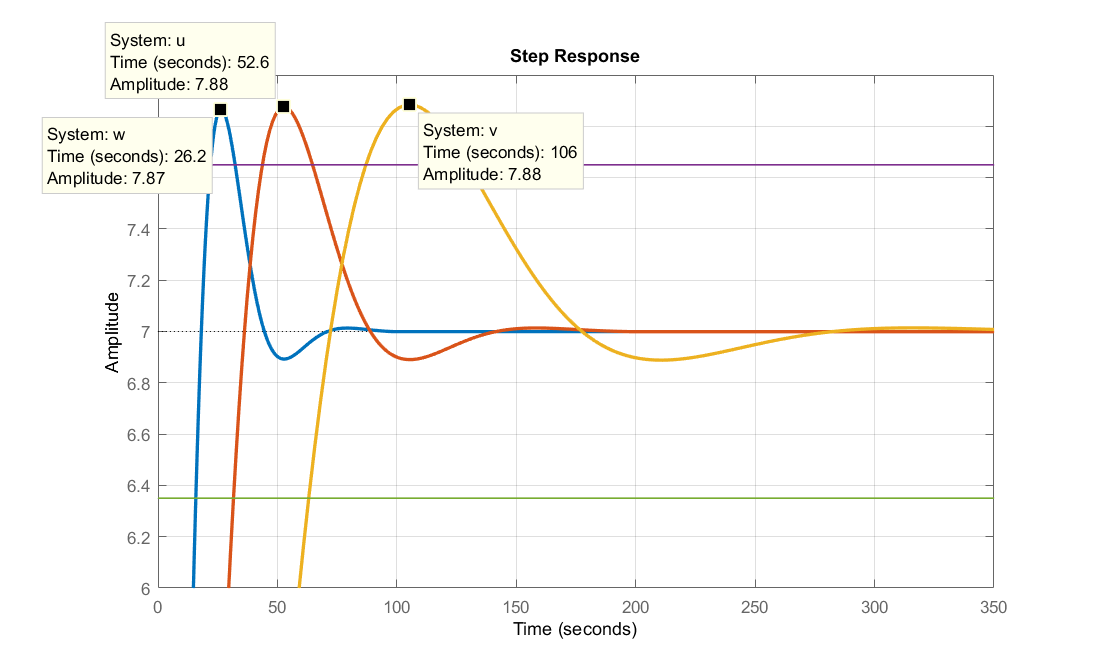 System: u
Time (seconds): 52.6
Amplitude: 7.88
Step Response
System: w
Time (seconds): 26.2
Amplitude: 7.87
System: v
Time (seconds): 106
Amplitude: 7.88
Amplitude
7.4
7.2
7
6.8
6.6
6.4
6.2
6
0
50
100
150
200
250
300
350
Time (seconds)